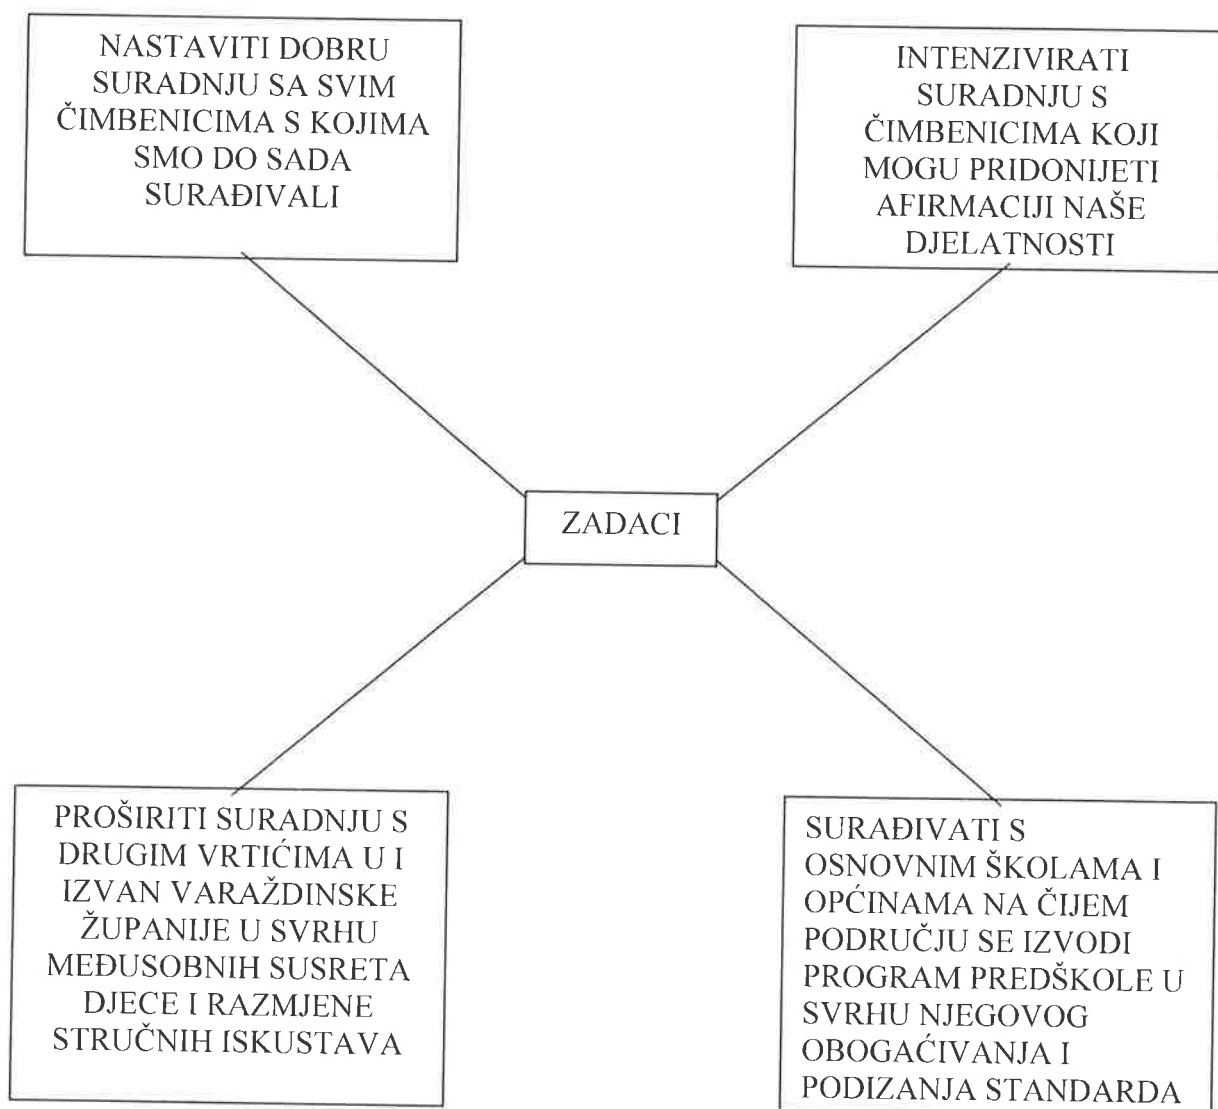 NASTAVITI DOBRU
SURADNJU SA SVIM
ČIMBENICIMA S KOJIMA
SMO DO SADA
SURAĐIVALI
INTENZIVIRATI
SURADNJU S
ČIMBENICIMA KOJI
MOGU PRIDONIJETI
AFIRMACIJI NAŠE
DJELATNOSTI
ZADACI
PROŠIRITI SURADNJU S
DRUGIM VRTIĆIMA U I
IZVAN VARAŽDINSKE
ŽUPANIJE U SVRHU
MEĐUSOBNIH SUSRETA
DJECE I RAZMJENE
STRUČNIH ISKUSTAVA
SURAĐIVATI S
OSNOVNIM ŠKOLAMA I
OPĆINAMA NA ČIJEM
PODRUČJU SE IZVODI
PROGRAM PREDŠKOLE U
SVRHU NJEGOVOG
OBOGAĆIVANJA I
PODIZANJA STANDARDA